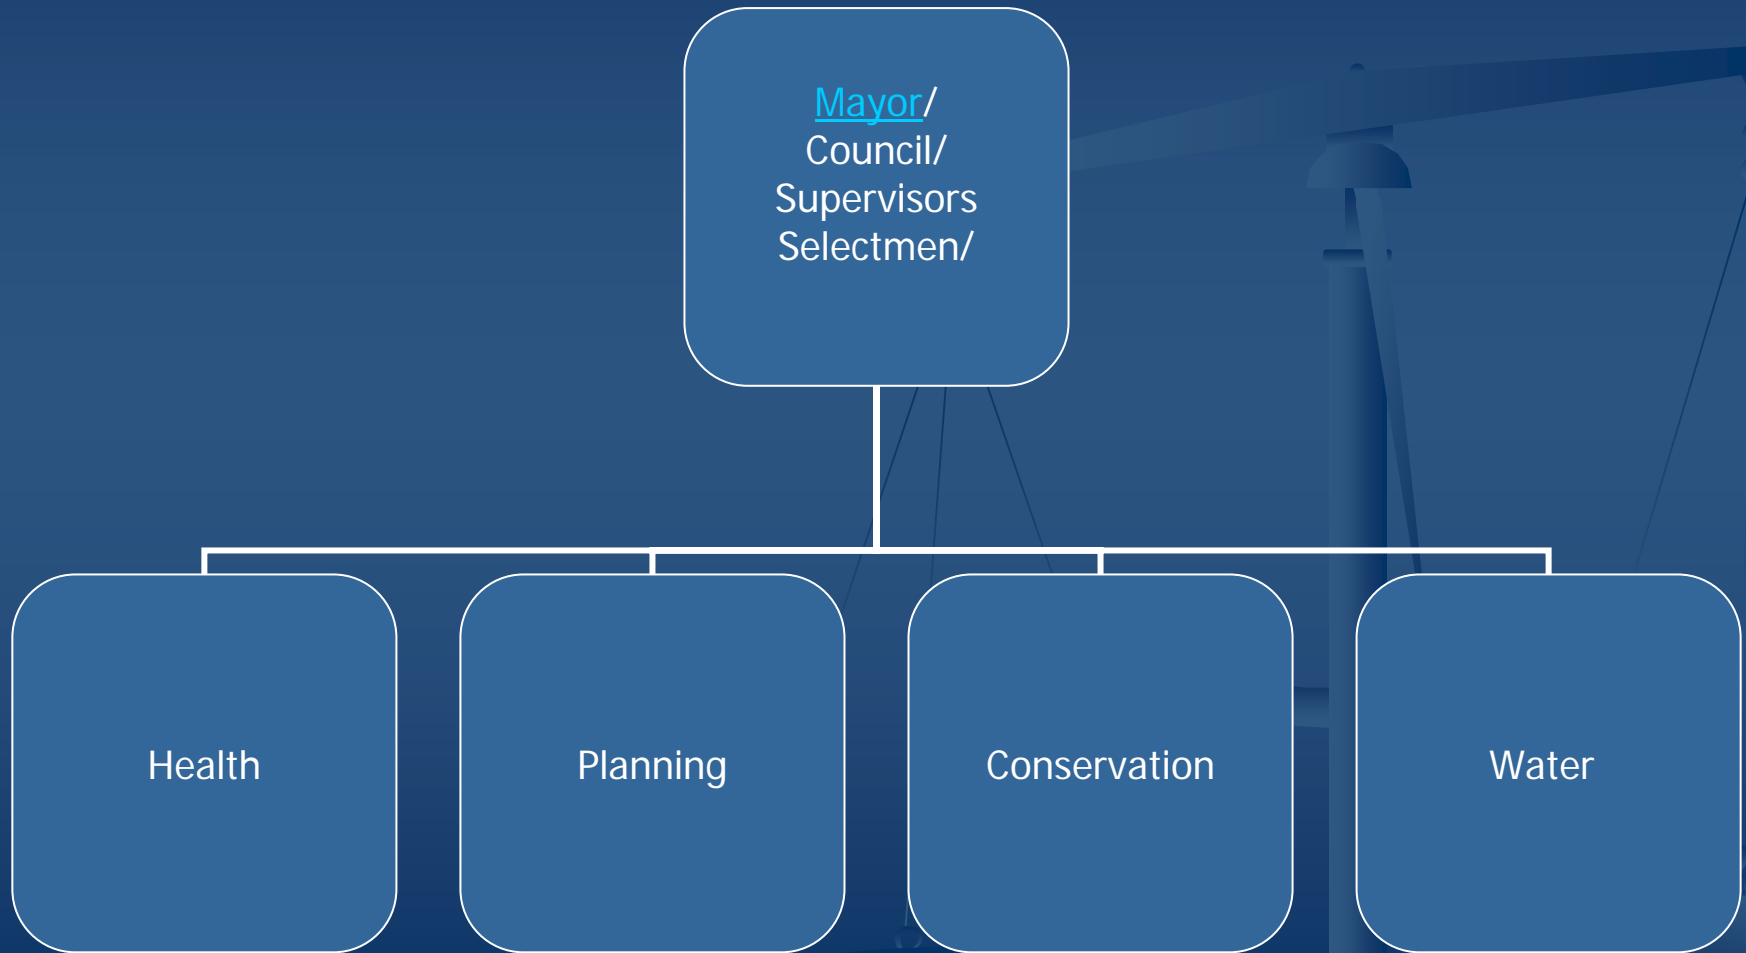 Mayor/
Council/
Supervisors
Selectmen/
Health
Planning
Conservation
Water